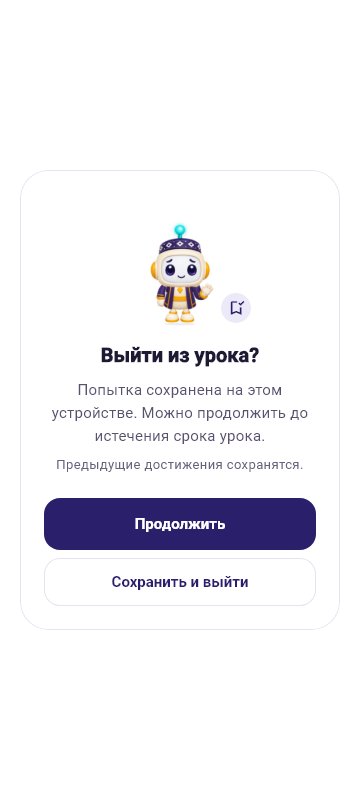 Выйти из урока?
Попытка сохранена на этом
устройстве. Можно продолжить до
истечения срока урока.
Предыдущие достижения сохранятся.
Продолжить
Сохранить и выйти